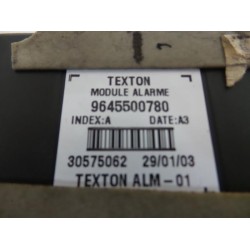 TEXTON
MODULE ALARME
9645500780
INDEX:A DATE:A3
30575062 29/01/03
TEXTON ALM-01